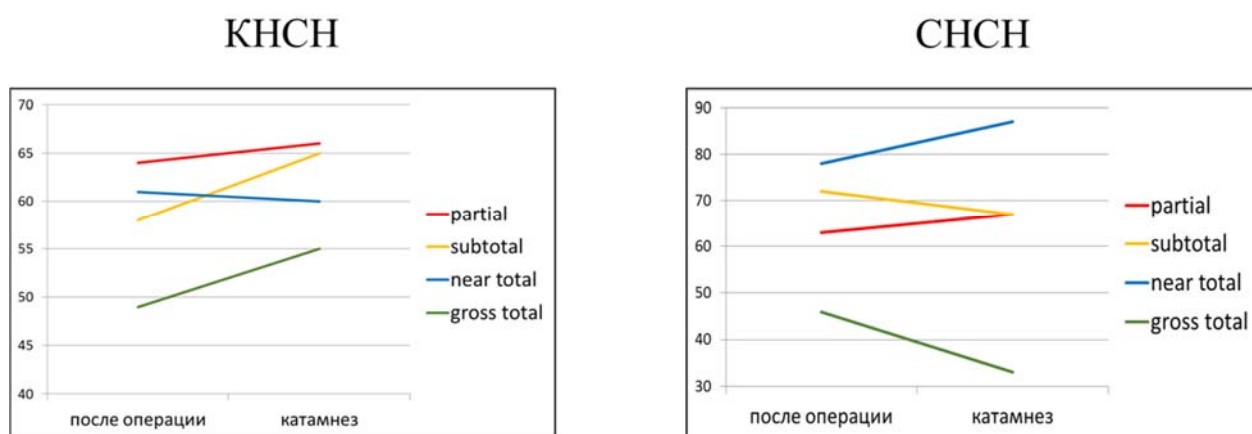 КНСН
70
65
60
55
50
45
40
после операции
катамнез
partial
subtotal
near total
gross total
СНСН
90
80
70
60
50
40
30
после операции
катамнез
partial
subtotal
near total
gross total